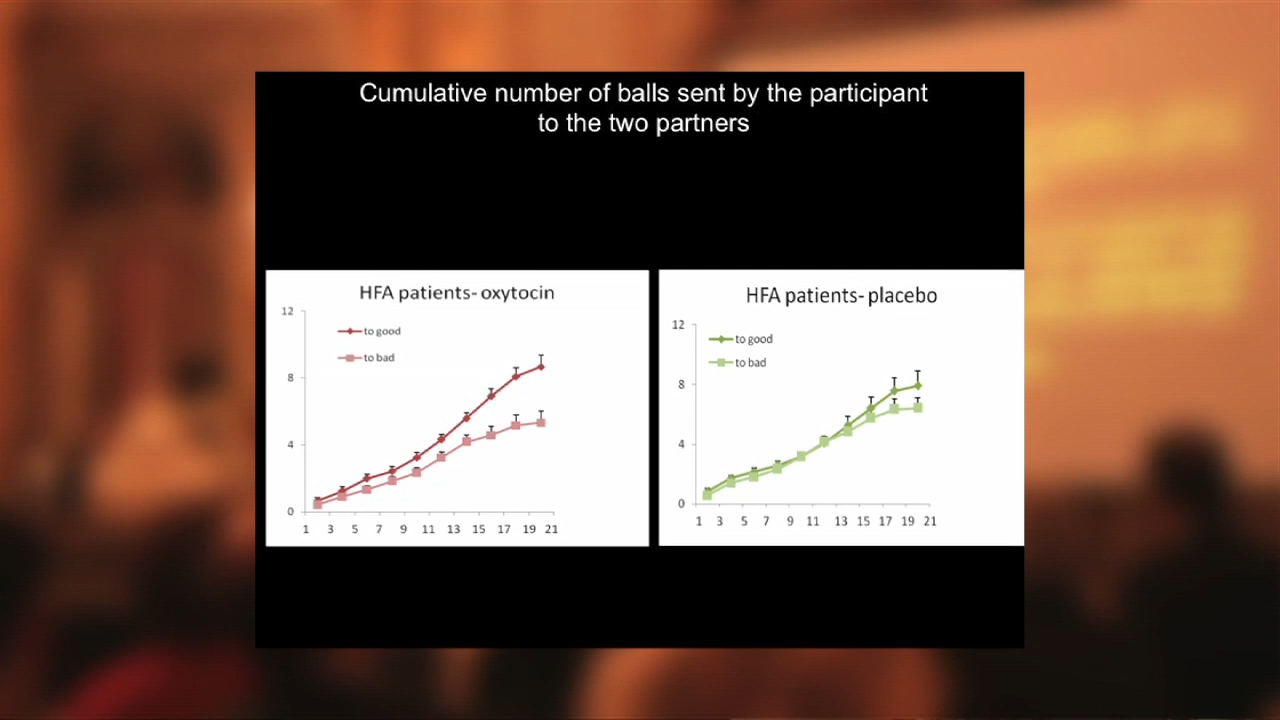 Cumulative number of balls sent by the participant
to the two partners
HFA patients- oxytocin
12
8
4
0
to good
to bad
1 3 5 7 9 11 13 15 17 19 21
HFA patients- placebo
12
8
4
0
to good
to bad
1 3 5 7 9 11 13 15 17 19 21